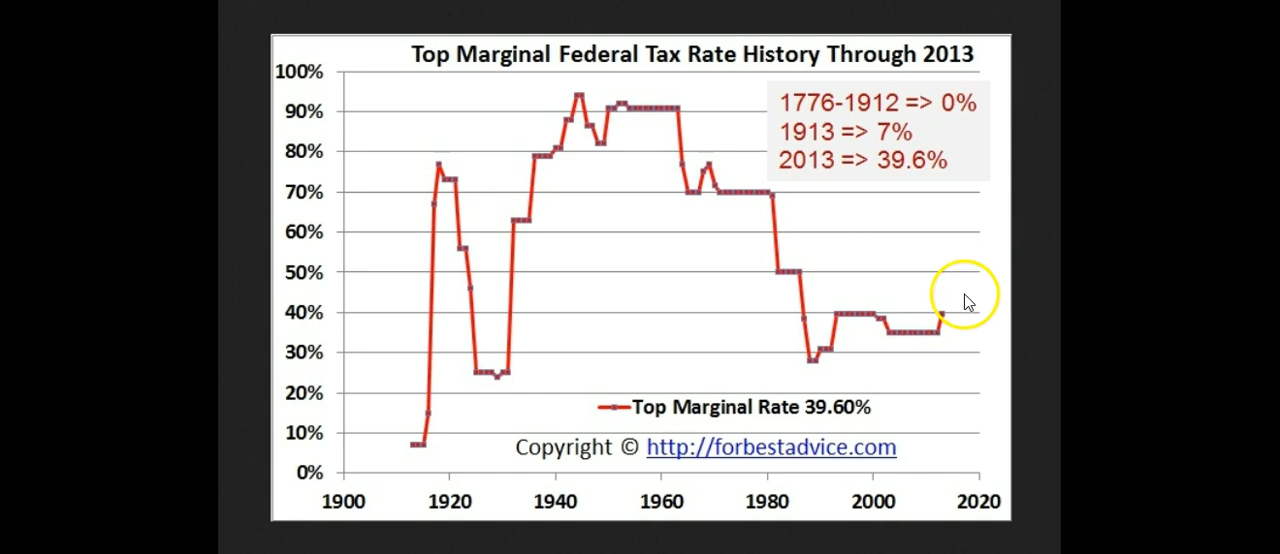 Top Marginal Federal Tax Rate History Through 2013
100%
90%
80%
70%
60%
50%
40%
30%
20%
10%
0%
1776-1912 => 0%
1913 => 7%
2013 => 39.6%
Top Marginal Rate 39.60%
Copyright © http://forbestadvice.com
1900 1920 1940 1960 1980 2000 2020